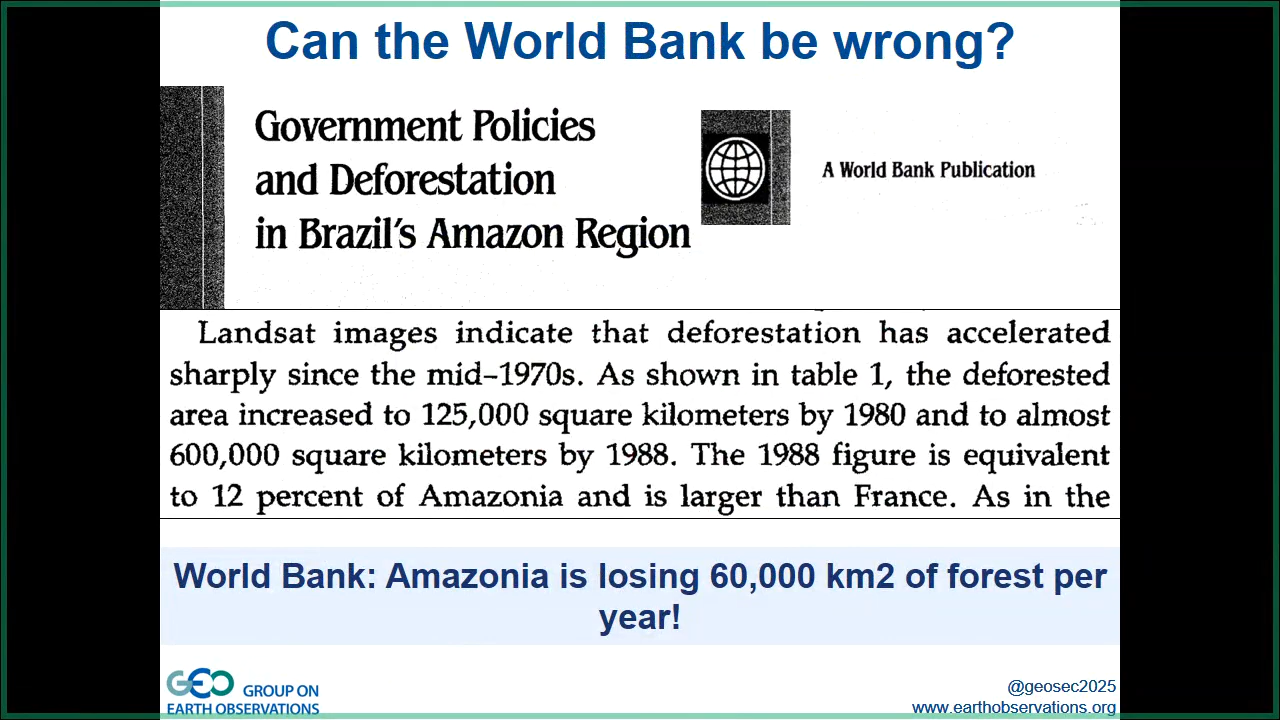 Can the World Bank be wrong?
Government Policies
and Deforestation
in Brazil's Amazon Region
A World Bank Publication
Landsat images indicate that deforestation has accelerated
sharply since the mid–1970s. As shown in table 1, the deforested
area increased to 125,000 square kilometers by 1980 and to almost
600,000 square kilometers by 1988. The 1988 figure is equivalent
to 12 percent of Amazonia and is larger than France. As in the
World Bank: Amazonia is losing 60,000 km2 of forest per
year!
GEO GROUP ON
EARTH OBSERVATIONS
@geosec2025
www.earthobservations.org